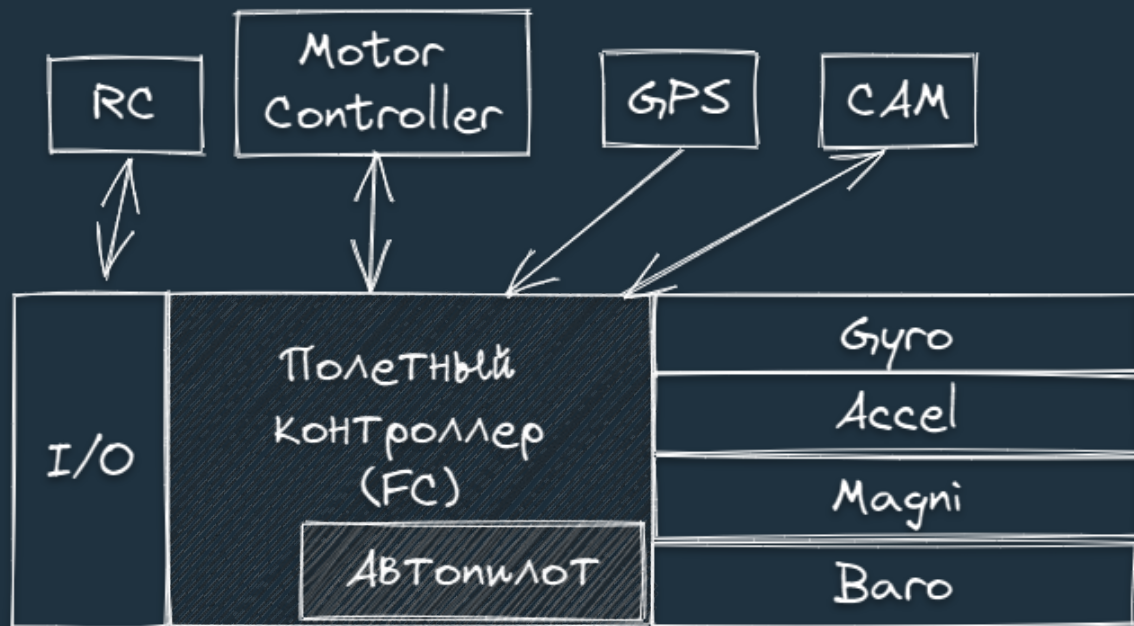 RC
Motor
Controller
GPS
CAM
I/O
Полетный
контроллер
(FC)
Автопилот
Gyro
Accel
Magni
Baro